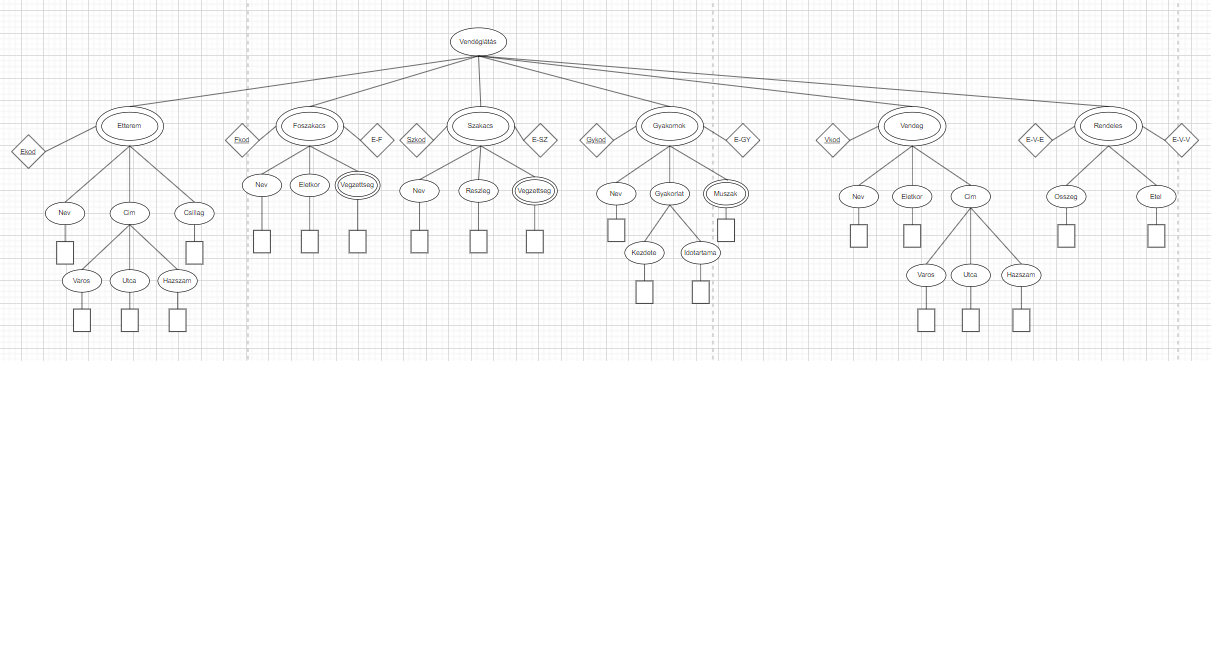 Vendéglátás
Etterem
Foszakacs
Szakacs
Gyakornok
Vendeg
Rendeles
Ekod
Fkod
E-F
Szkod
E-SZ
Gykod
E-GY
Vkod
E-V-E
E-V-V
Nev
Cim
Csillag
Nev
Eletkor
Vegzettseg
Nev
Reszleg
Vegzettseg
Nev
Gyakorlat
Muszak
Nev
Eletkor
Cim
Osszeg
Etel
Varos
Utca
Hazszam
Kezdete
Idotartama
Varos
Utca
Hazszam